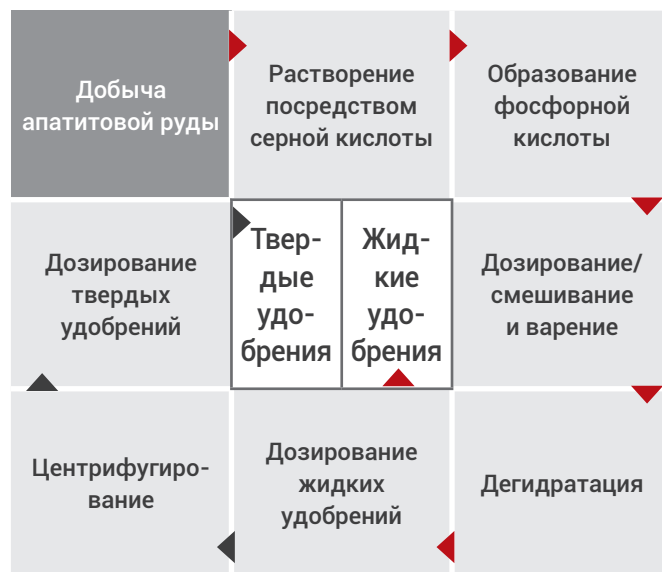 Добыча
апатитовой руды
Растворение
посредством
серной кислоты
Образование
фосфорной
кислоты
Дозирование
твердых
удобрений
Твер-
дые
удо-
брения
Жид-
кие
удо-
брения
Дозирование/
смешивание
и варение
Центрифугиро-
вание
Дозирование
жидких
удобрений
Дегидратация